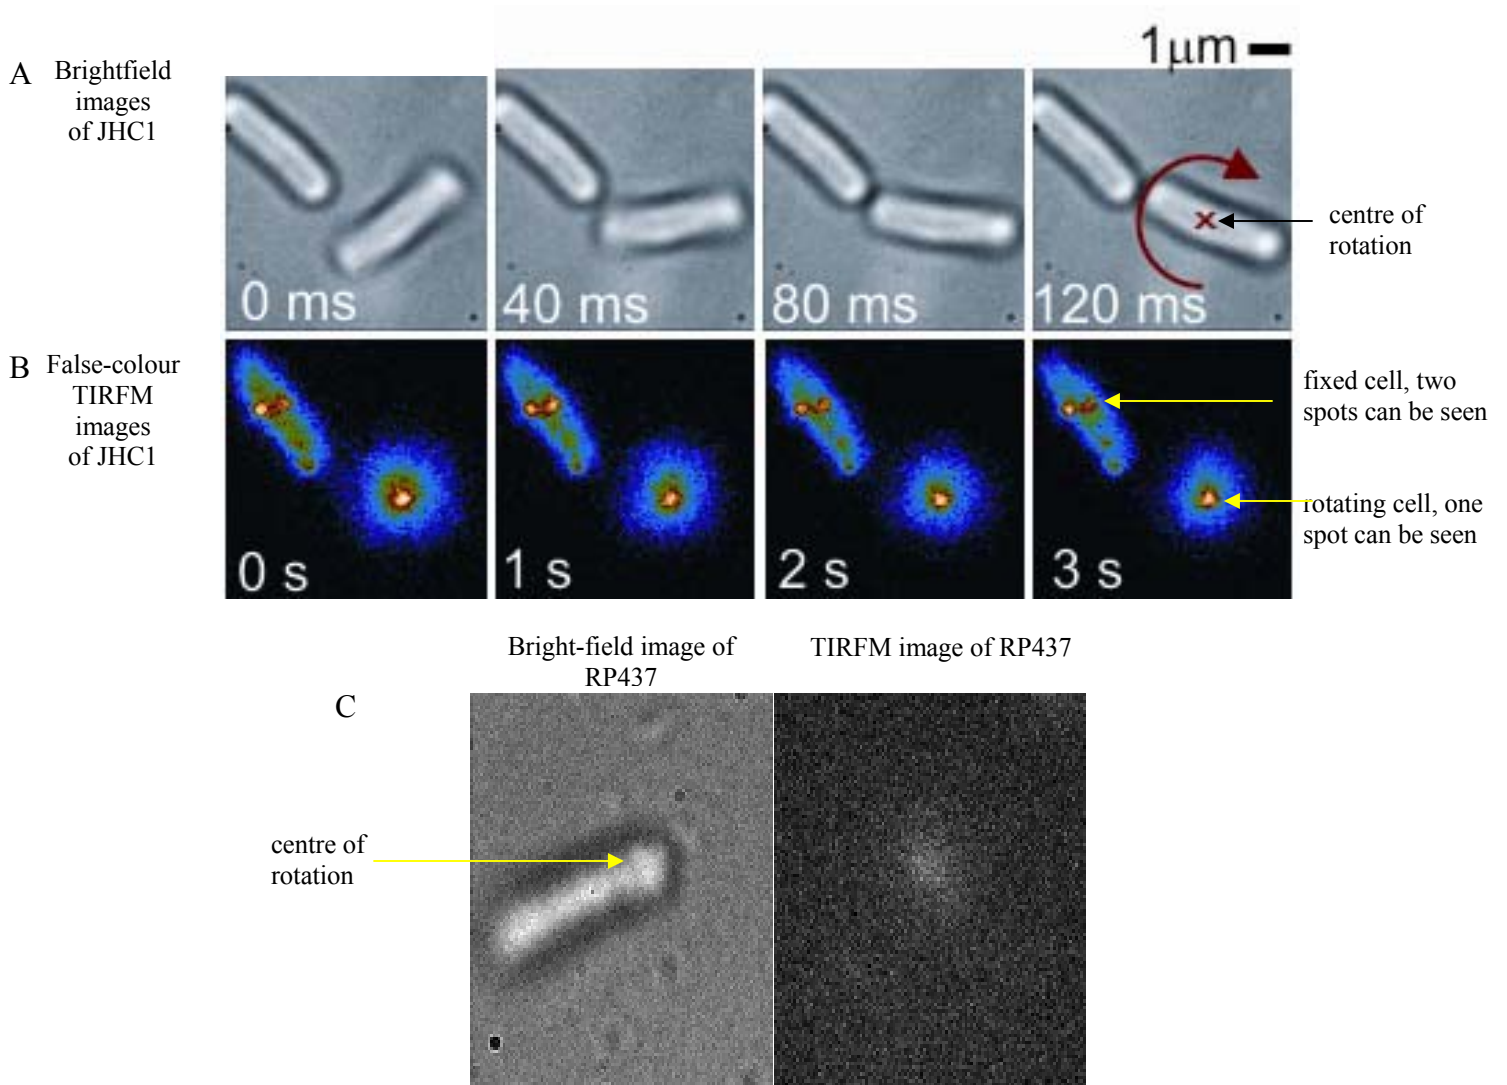 1μm
A Brightfield
images
of JHC1
0 ms
40 ms
80 ms
120 ms
x
centre of
rotation
B False-colour
TIRFM
images
of JHC1
0 s
1 s
2 s
3 s
fixed cell, two
spots can be seen
rotating cell, one
spot can be seen
Bright-field image of
RP437
TIRFM image of RP437
C
centre of
rotation